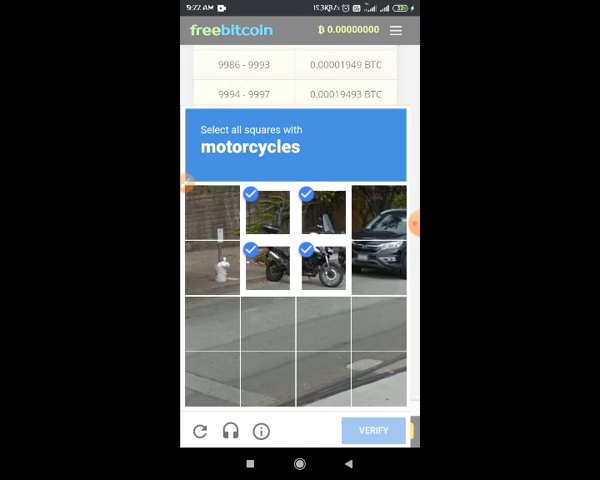 9:22 AM
freebitcoin
₿ 0.00000000
9986 - 9993 0.00001949 BTC
9994 - 9997 0.00019493 BTC
Select all squares with
motorcycles
VERIFY